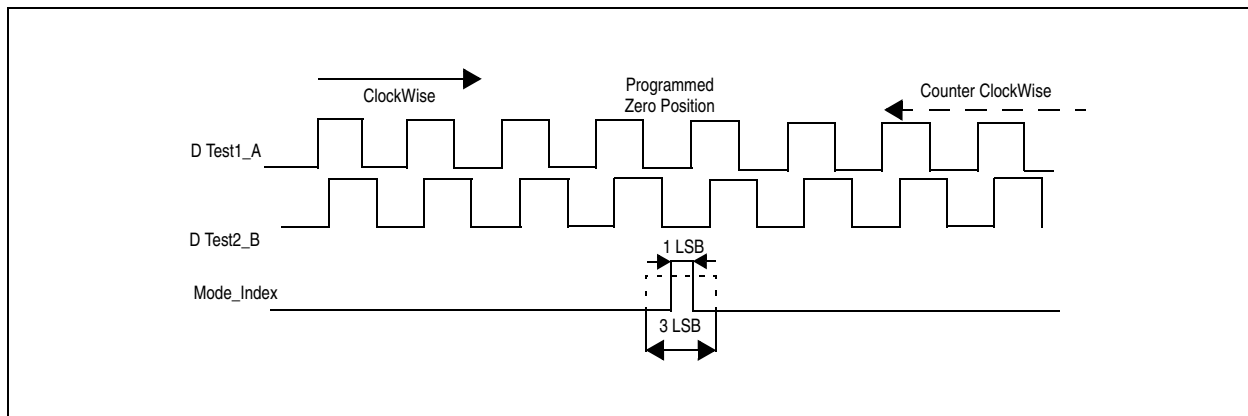 ClockWise
Programmed
Zero Position
Counter ClockWise
D Test1_A
D Test2_B
1 LSB
Mode_Index
3 LSB